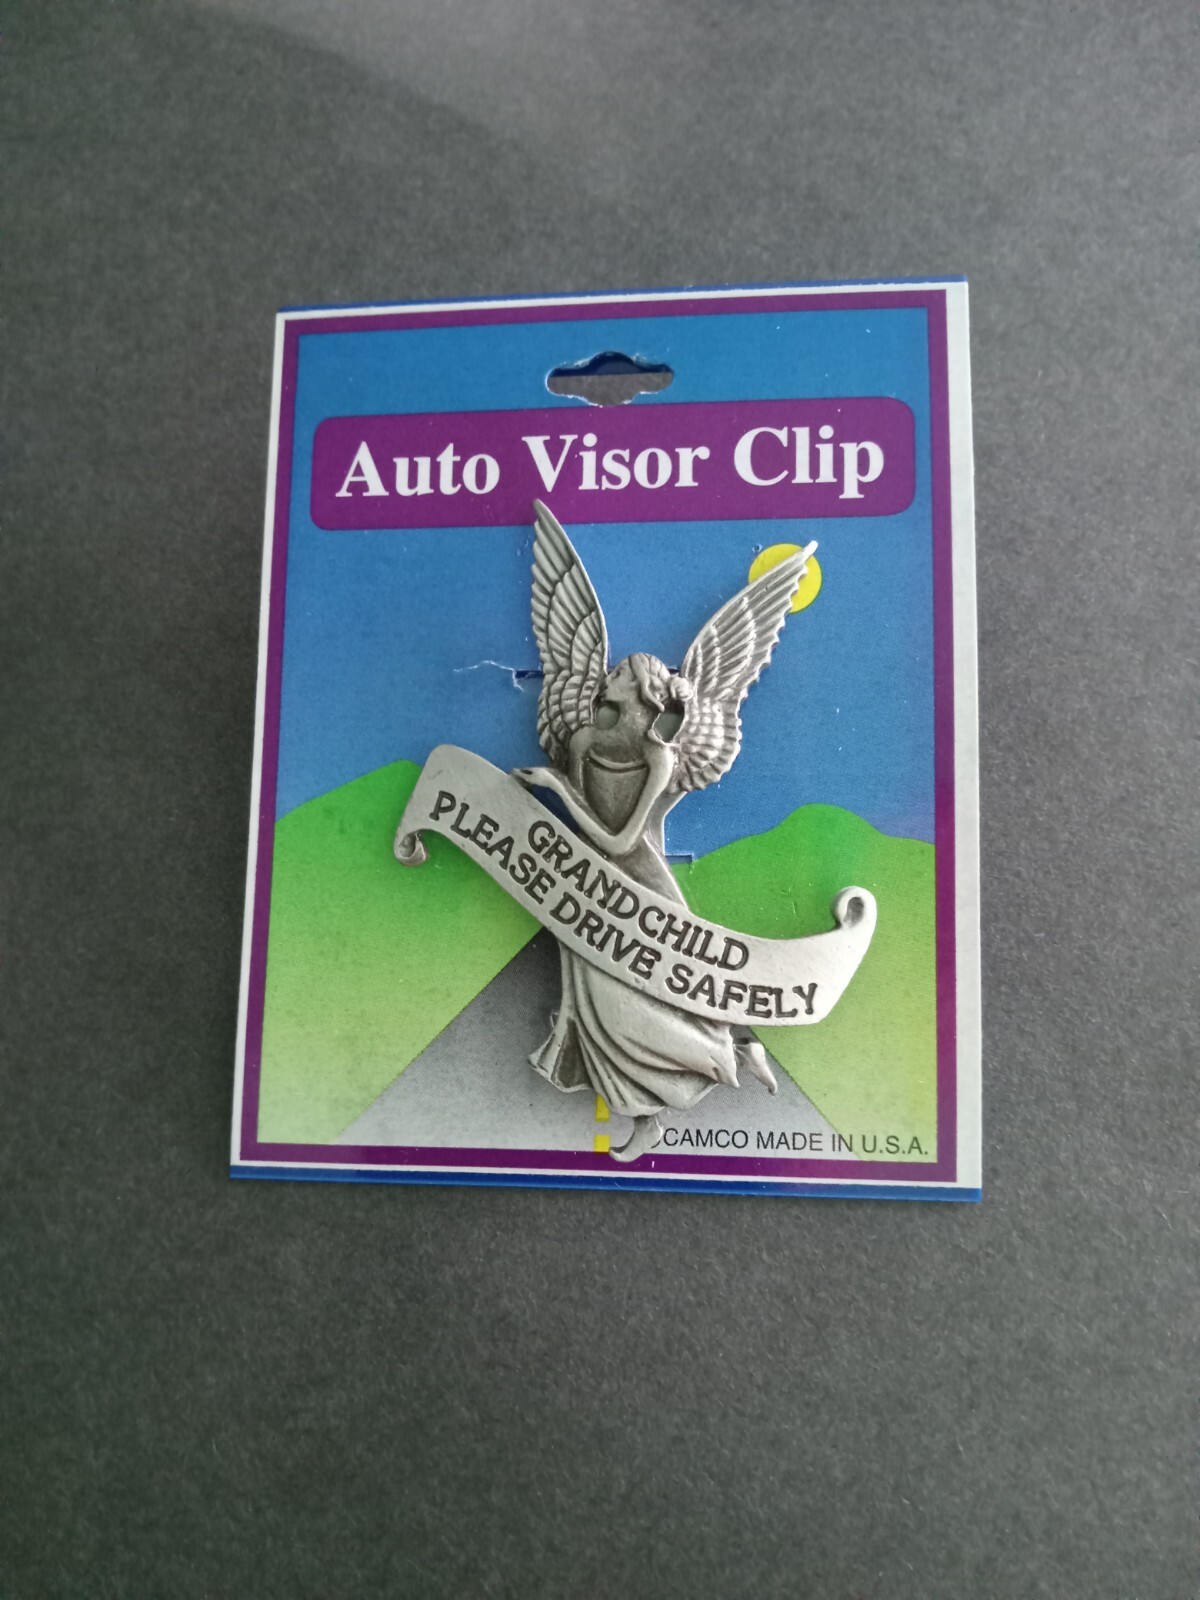 Auto Visor Clip
GRANDCHILD
PLEASE DRIVE SAFELY
CAMCO MADE IN U.S.A.